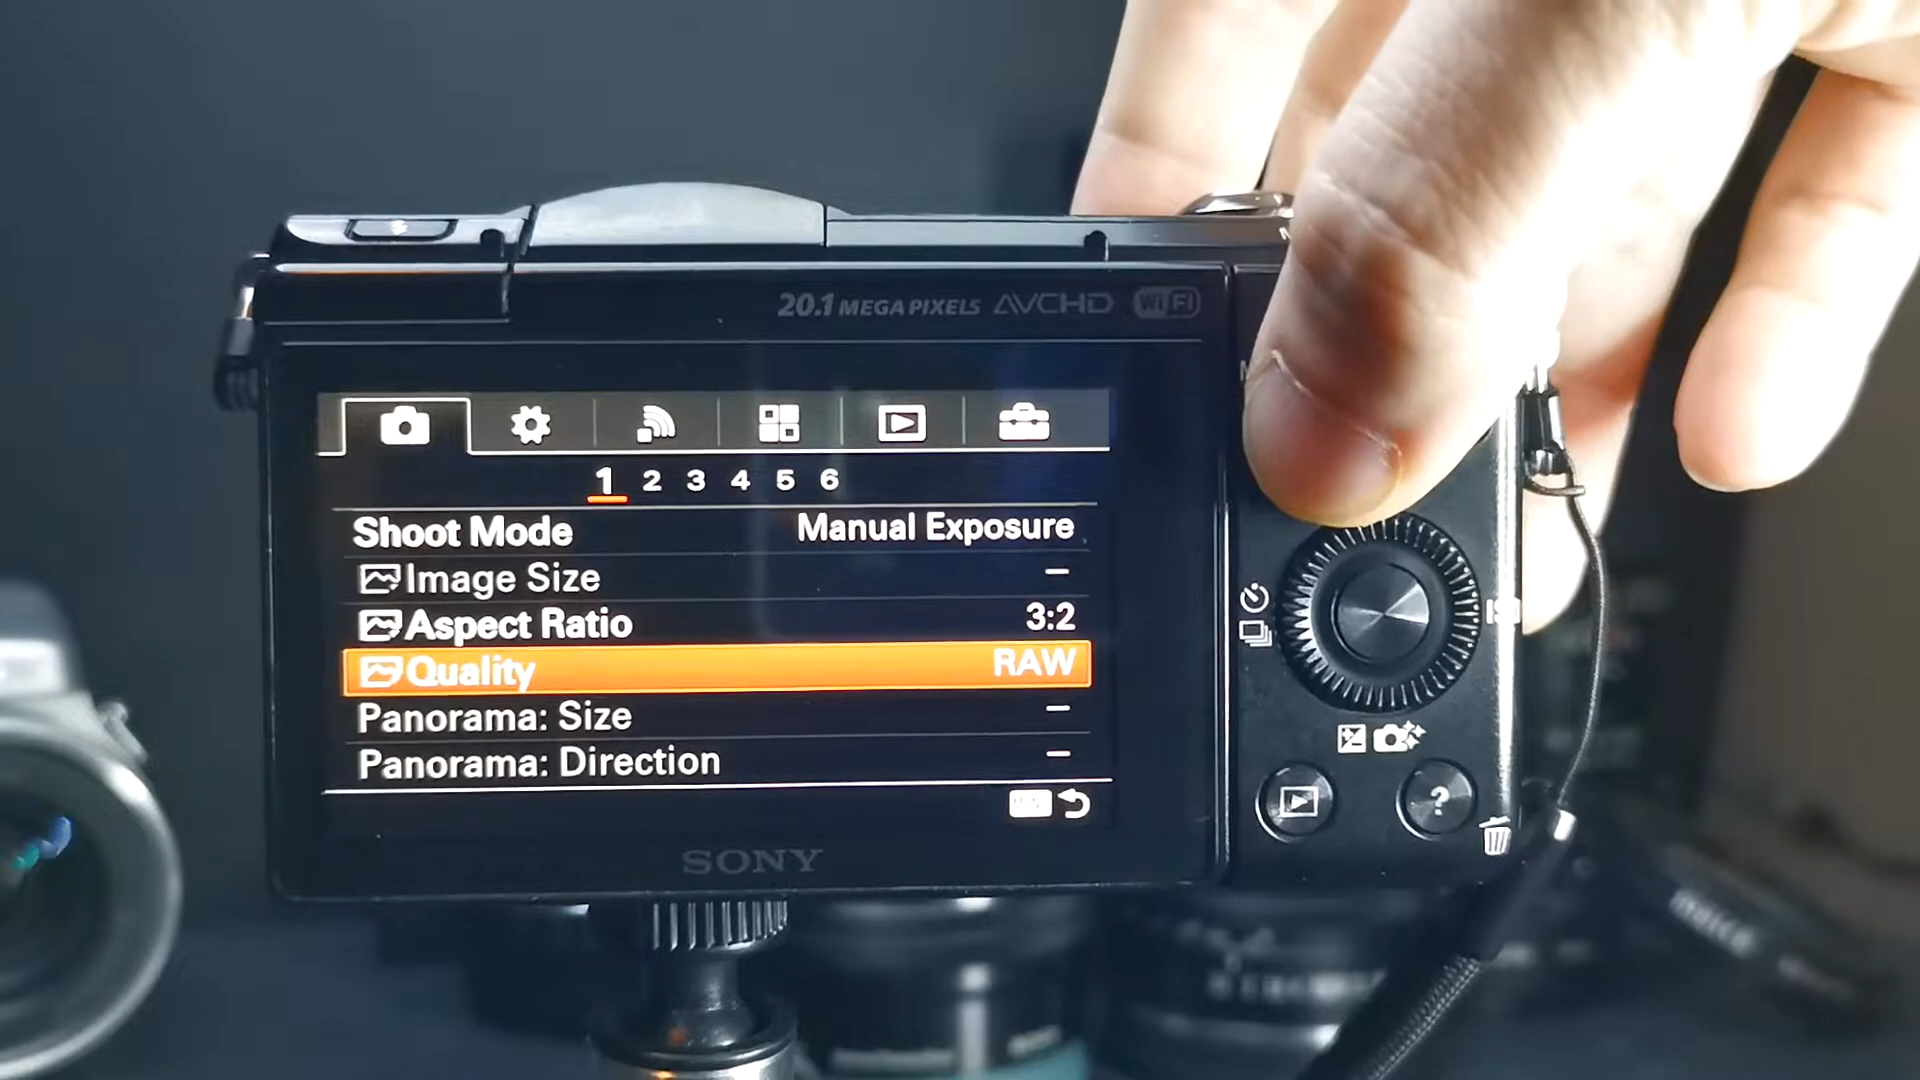 20.1 MEGA PIXELS AVCHD Wi Fi
1 2 3 4 5 6
Shoot Mode Manual Exposure
Image Size –
Aspect Ratio 3:2
Quality RAW
Panorama: Size –
Panorama: Direction –
?
SONY